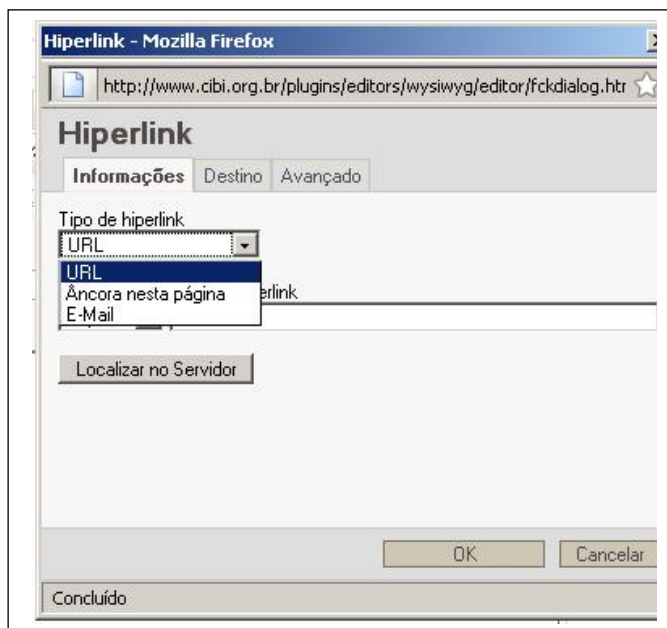 Hiperlink - Mozilla Firefox
http://www.cibi.org.br/plugins/editors/wysiwyg/editor/fckdialog.htr
Hiperlink
Informações Destino Avançado
Tipo de hiperlink
URL
URL
Âncora nesta página
E-Mail
erlink
Localizar no Servidor
OK Cancelar
Concluído